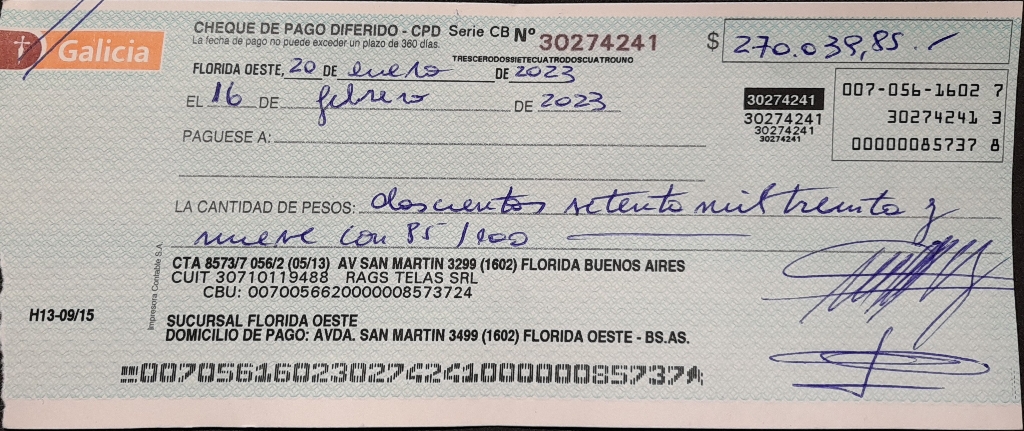 Galicia
CHEQUE DE PAGO DIFERIDO - CPD Serie CB Nº 30274241
La fecha de pago no puede exceder un plazo de 360 días.
TRESCERODOSSIETECUATRODOSCUATROUNO
$ 270.039,85.-
FLORIDA OESTE, 20 DE enero DE 2023
EL 16 DE febrero DE 2023
30274241
30274241
30274241
30274241
007-056-1602 7
30274241 3
00000085737 8
PAGUESE A:
LA CANTIDAD DE PESOS: doscientos setenta mil treinta y
nueve con 85/100
CTA 8573/7 056/2 (05/13) AV SAN MARTIN 3299 (1602) FLORIDA BUENOS AIRES
CUIT 30710119488 RAGS TELAS SRL
CBU: 0070056620000008573724
Impresora Contable S.A.
H13-09/15
SUCURSAL FLORIDA OESTE
DOMICILIO DE PAGO: AVDA. SAN MARTIN 3499 (1602) FLORIDA OESTE - BS.AS.
00705616023027424100000085737